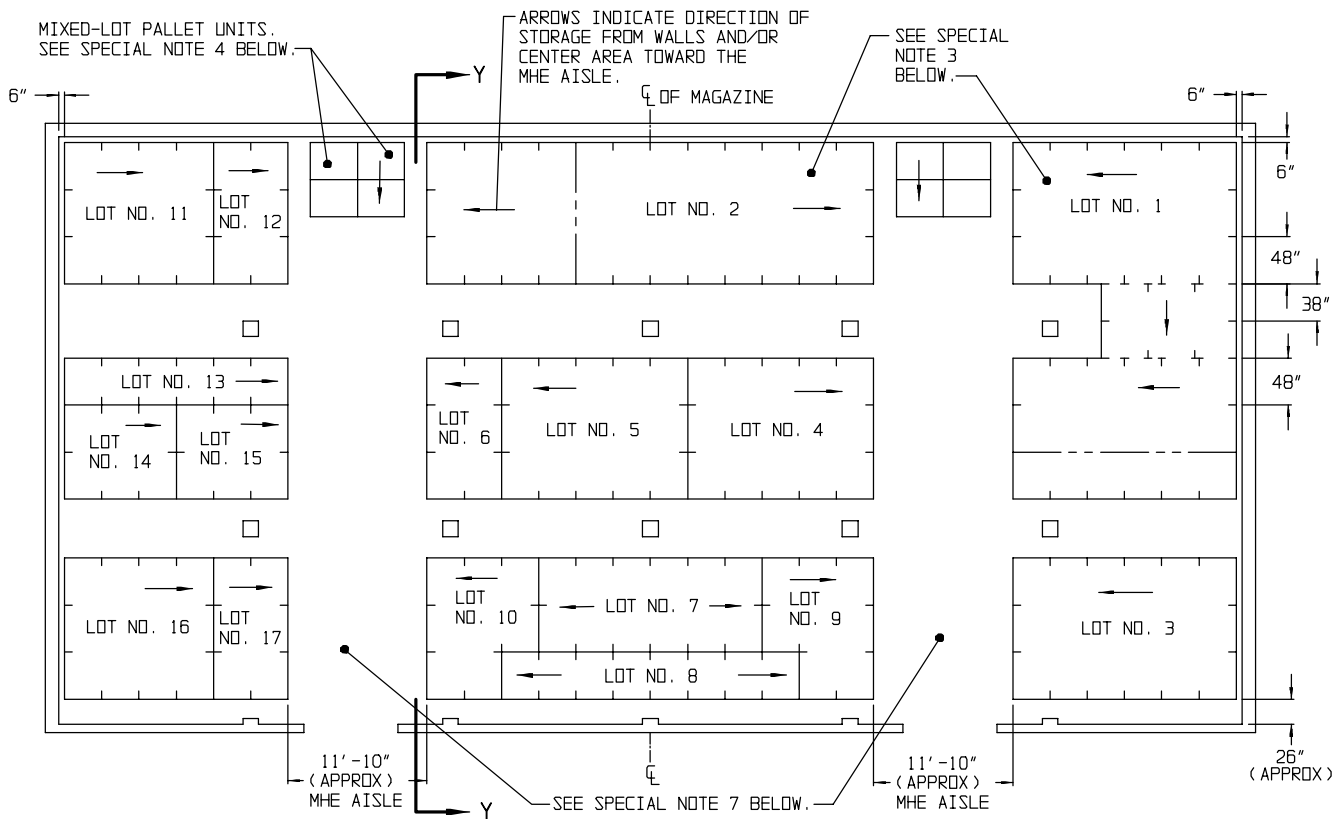 MIXED-LOT PALLET UNITS.
SEE SPECIAL NOTE 4 BELOW.
ARROWS INDICATE DIRECTION OF
STORAGE FROM WALLS AND/OR
CENTER AREA TOWARD THE
MHE AISLE.
SEE SPECIAL
NOTE 3
BELOW.
Y
6"
℄ OF MAGAZINE
6"
6"
LOT NO. 11
LOT
NO. 12
LOT NO. 2
LOT NO. 1
48"
38"
LOT NO. 13
48"
LOT
NO. 14
LOT
NO. 15
LOT
NO. 6
LOT NO. 5
LOT NO. 4
LOT NO. 16
LOT
NO. 17
LOT
NO. 10
LOT NO. 7
LOT
NO. 9
LOT NO. 3
LOT NO. 8
11'-10"
(APPROX)
MHE AISLE
℄
11'-10"
(APPROX)
MHE AISLE
26"
(APPROX)
Y
SEE SPECIAL NOTE 7 BELOW.